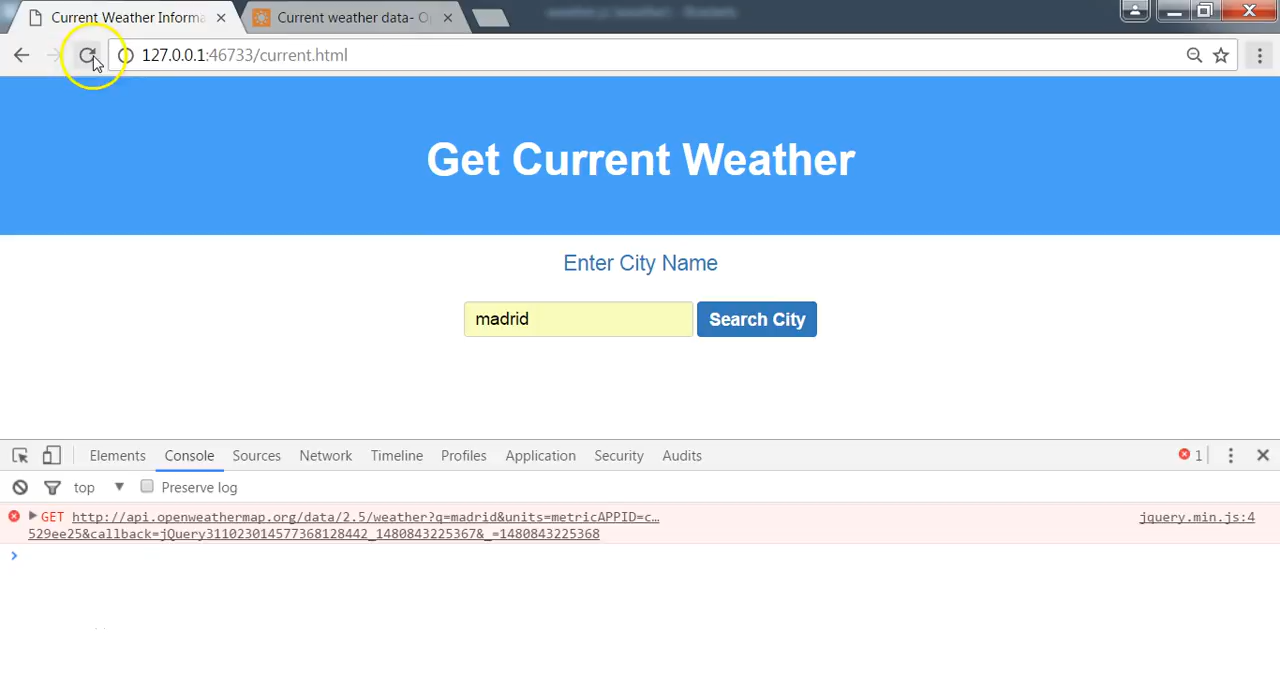 Current Weather Informa
Current weather data- O
127.0.0.1:46733/current.html
Get Current Weather
Enter City Name
madrid
Search City
Elements Console Sources Network Timeline Profiles Application Security Audits 1
top Preserve log
GET http://api.openweathermap.org/data/2.5/weather?q=madrid&units=metricAPPID=c… jquery.min.js:4
529ee25&callback=jQuery311023014577368128442_1480843225367&_=1480843225368